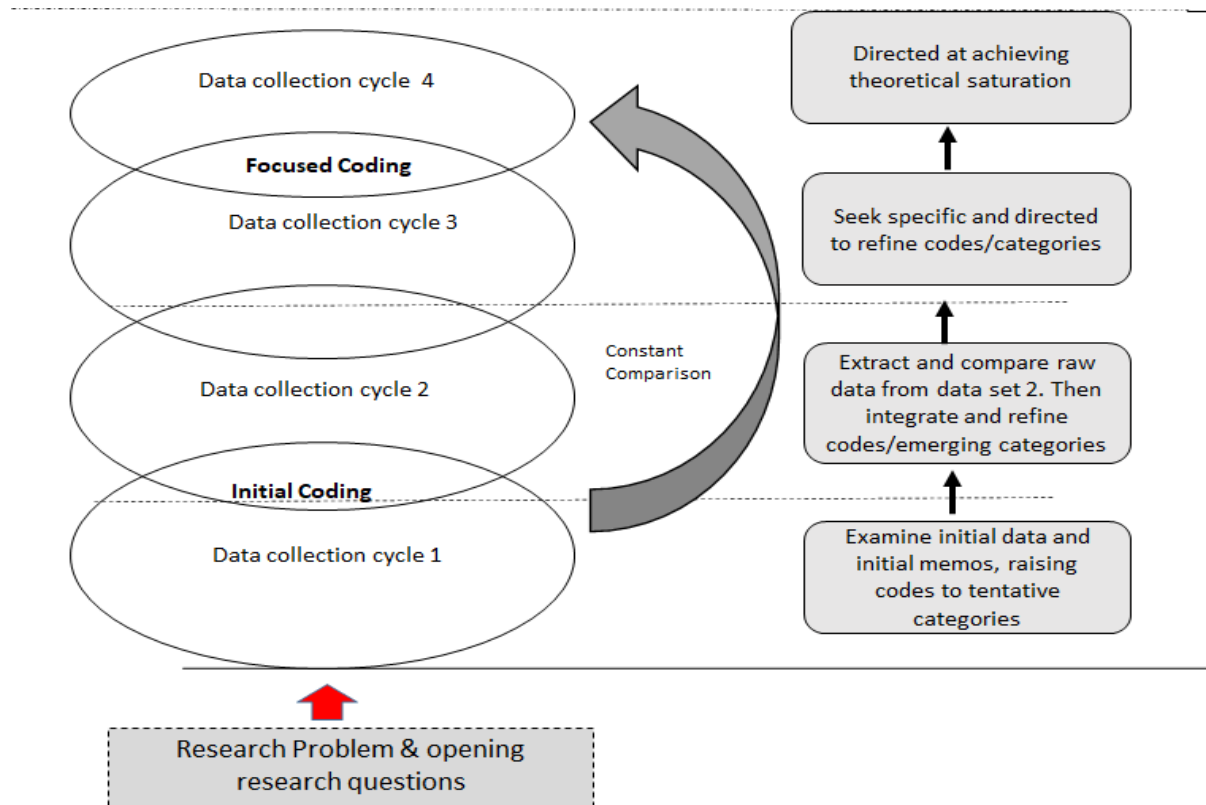 Data collection cycle 4
Focused Coding
Data collection cycle 3
Data collection cycle 2
Initial Coding
Data collection cycle 1
Research Problem & opening
research questions
Constant
Comparison
Directed at achieving
theoretical saturation
Seek specific and directed
to refine codes/categories
Extract and compare raw
data from data set 2. Then
integrate and refine
codes/emerging categories
Examine initial data and
initial memos, raising
codes to tentative
categories